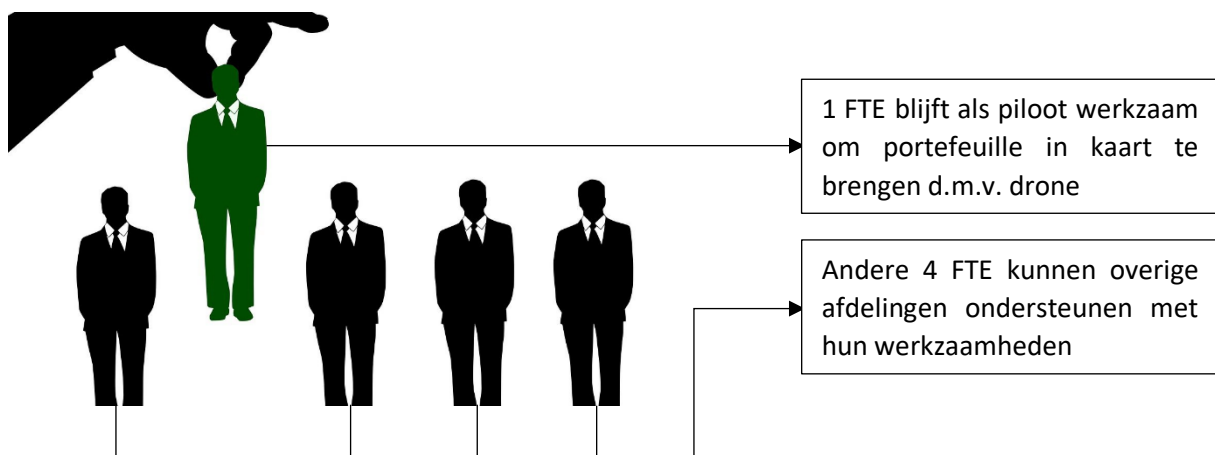 1 FTE blijft als piloot werkzaam
om portefeuille in kaart te
brengen d.m.v. drone
Andere 4 FTE kunnen overige
afdelingen ondersteunen met
hun werkzaamheden